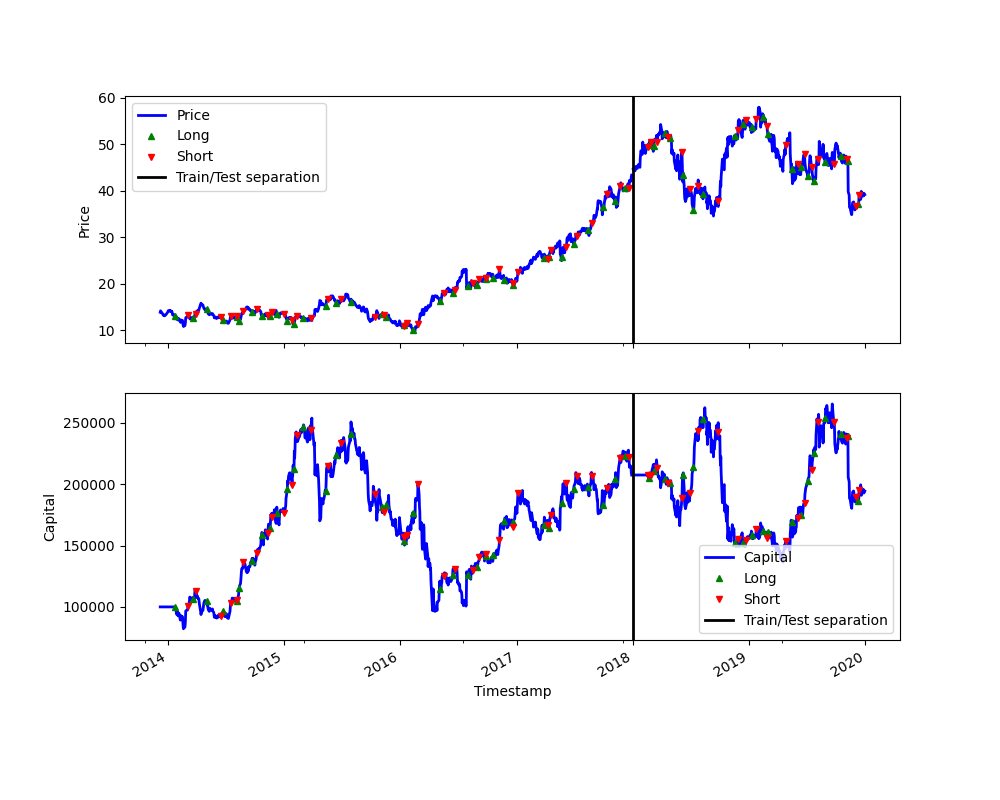 60
50
40
30
20
10
Price
Price
Long
Short
Train/Test separation
250000
200000
150000
100000
Capital
Capital
Long
Short
Train/Test separation
2014
2015
2016
2017
2018
2019
2020
Timestamp